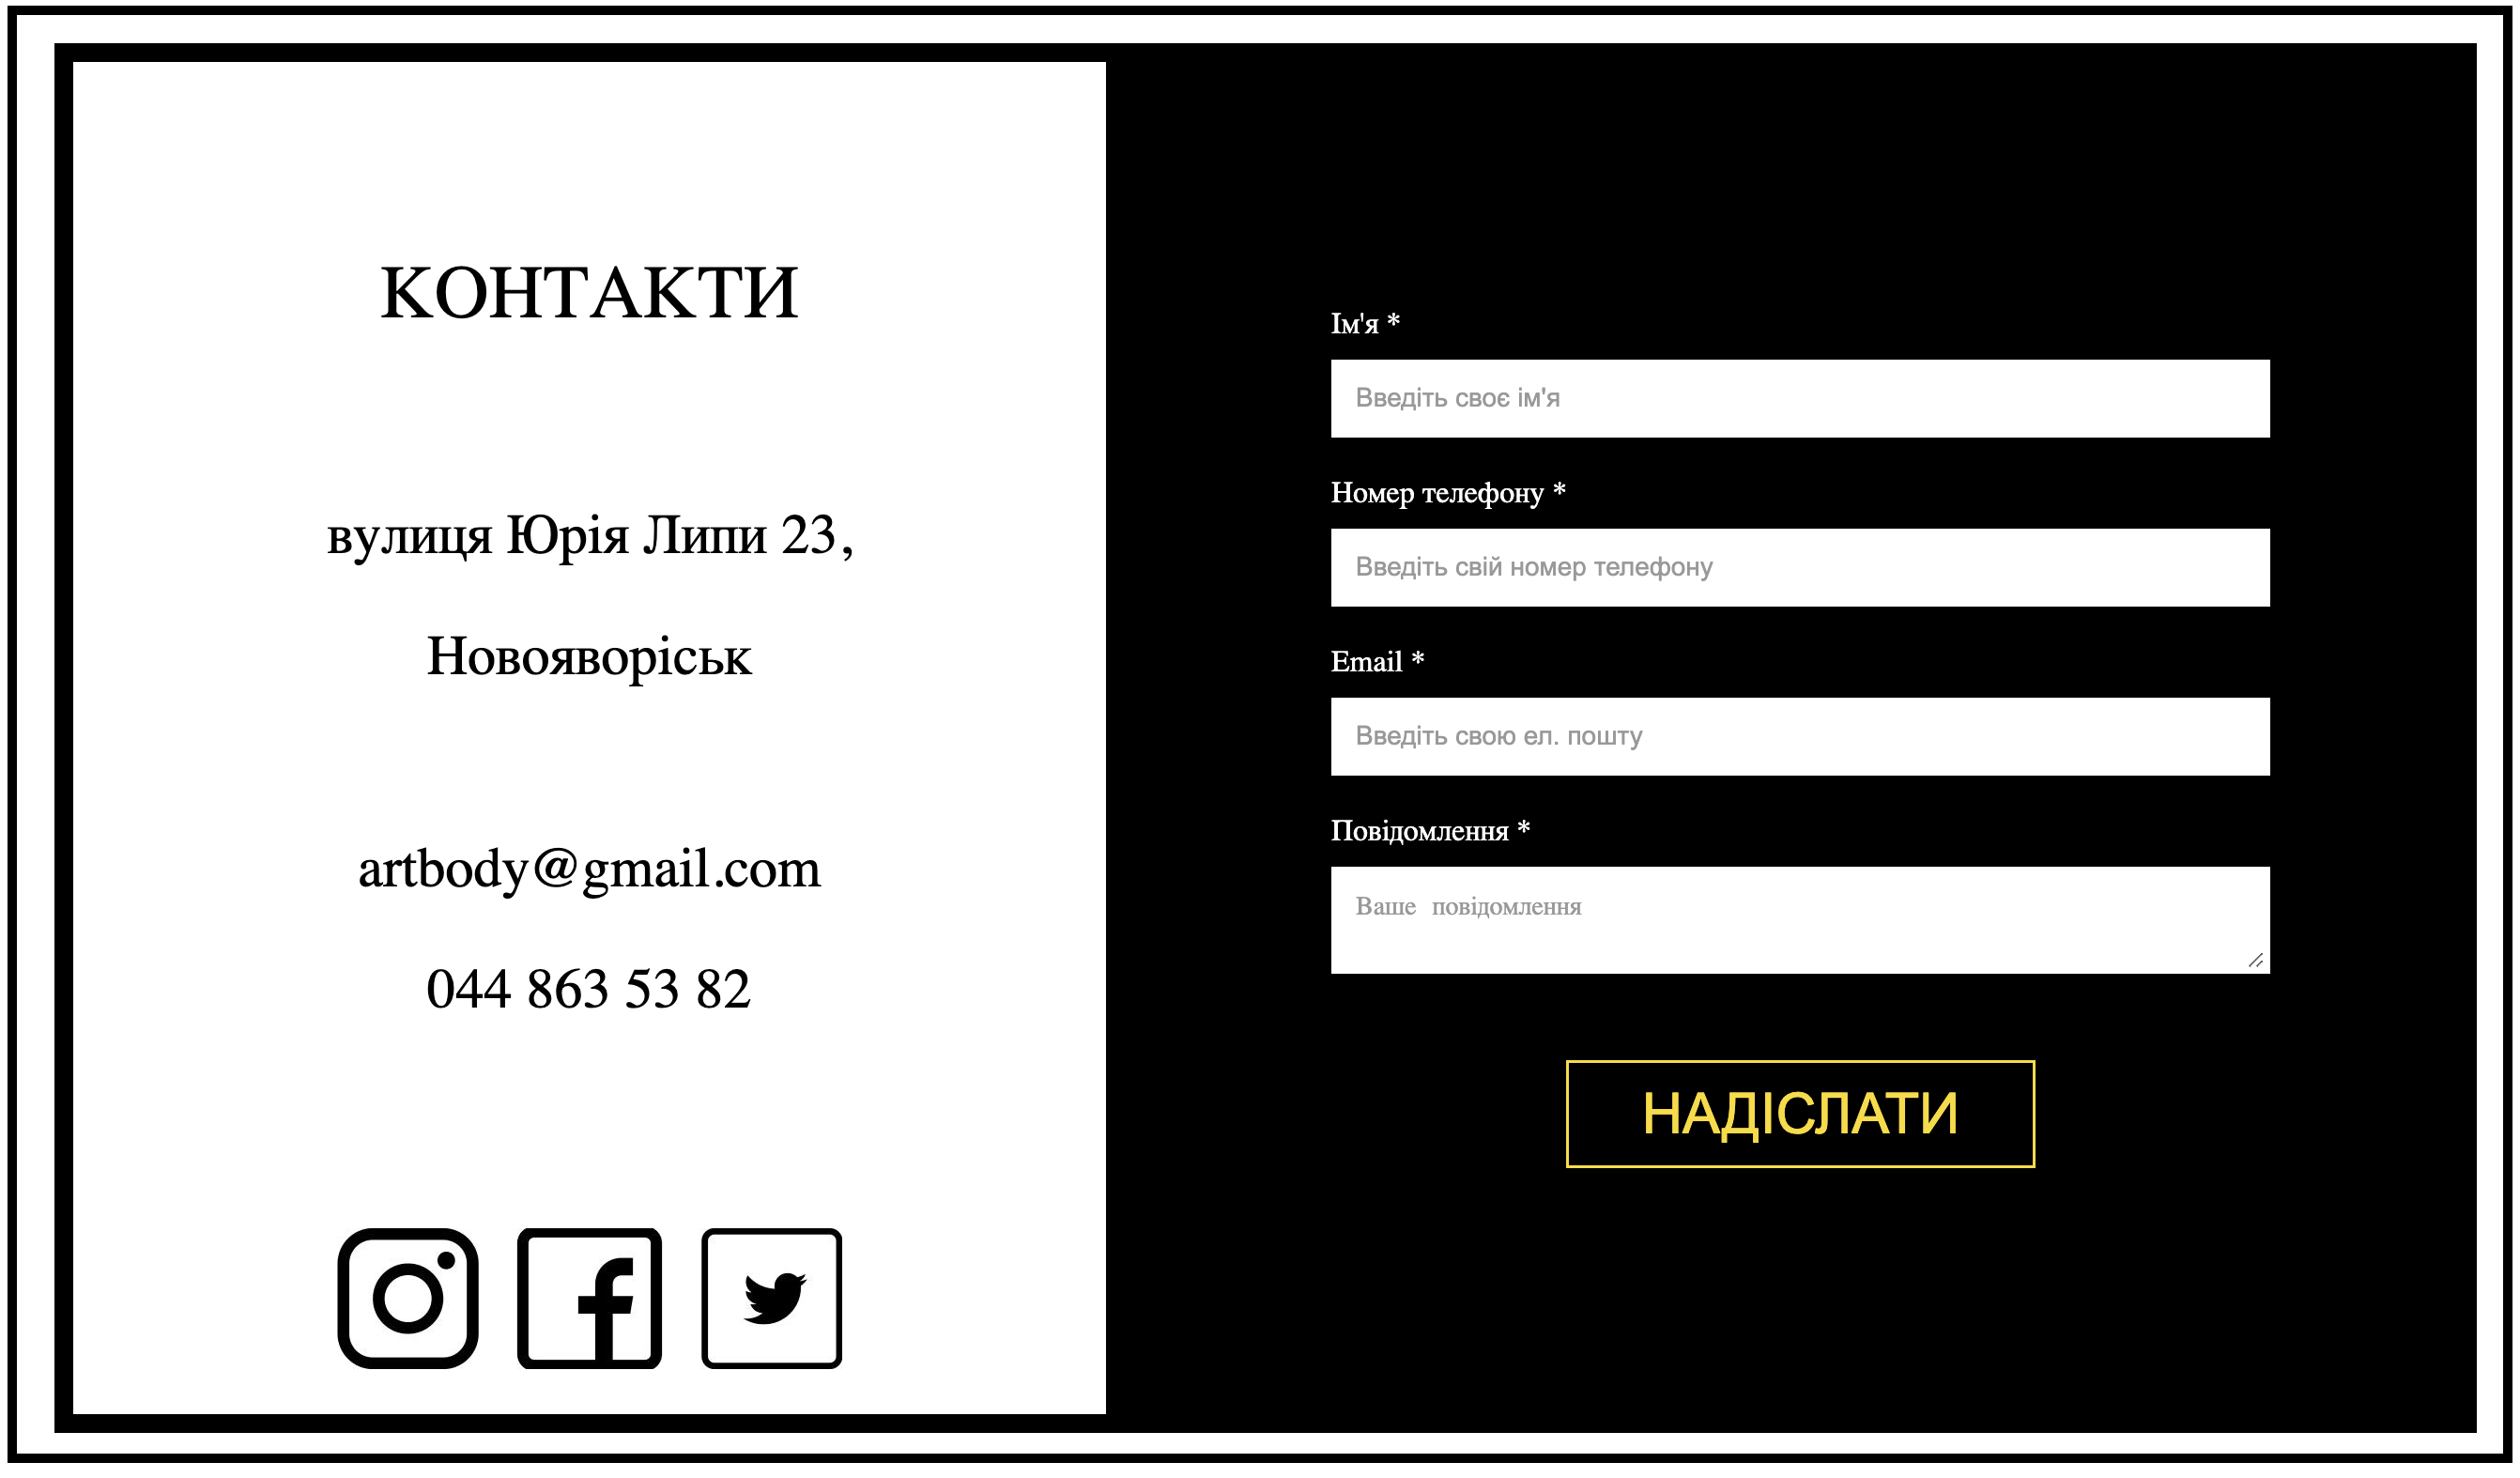 КОНТАКТИ
вулиця Юрія Липи 23,
Новояворіськ
artbody@gmail.com
044 863 53 82
Ім'я *
Введіть своє ім'я
Номер телефону *
Введіть свій номер телефону
Email *
Введіть свою ел. пошту
Повідомлення *
Ваше повідомлення
НАДІСЛАТИ